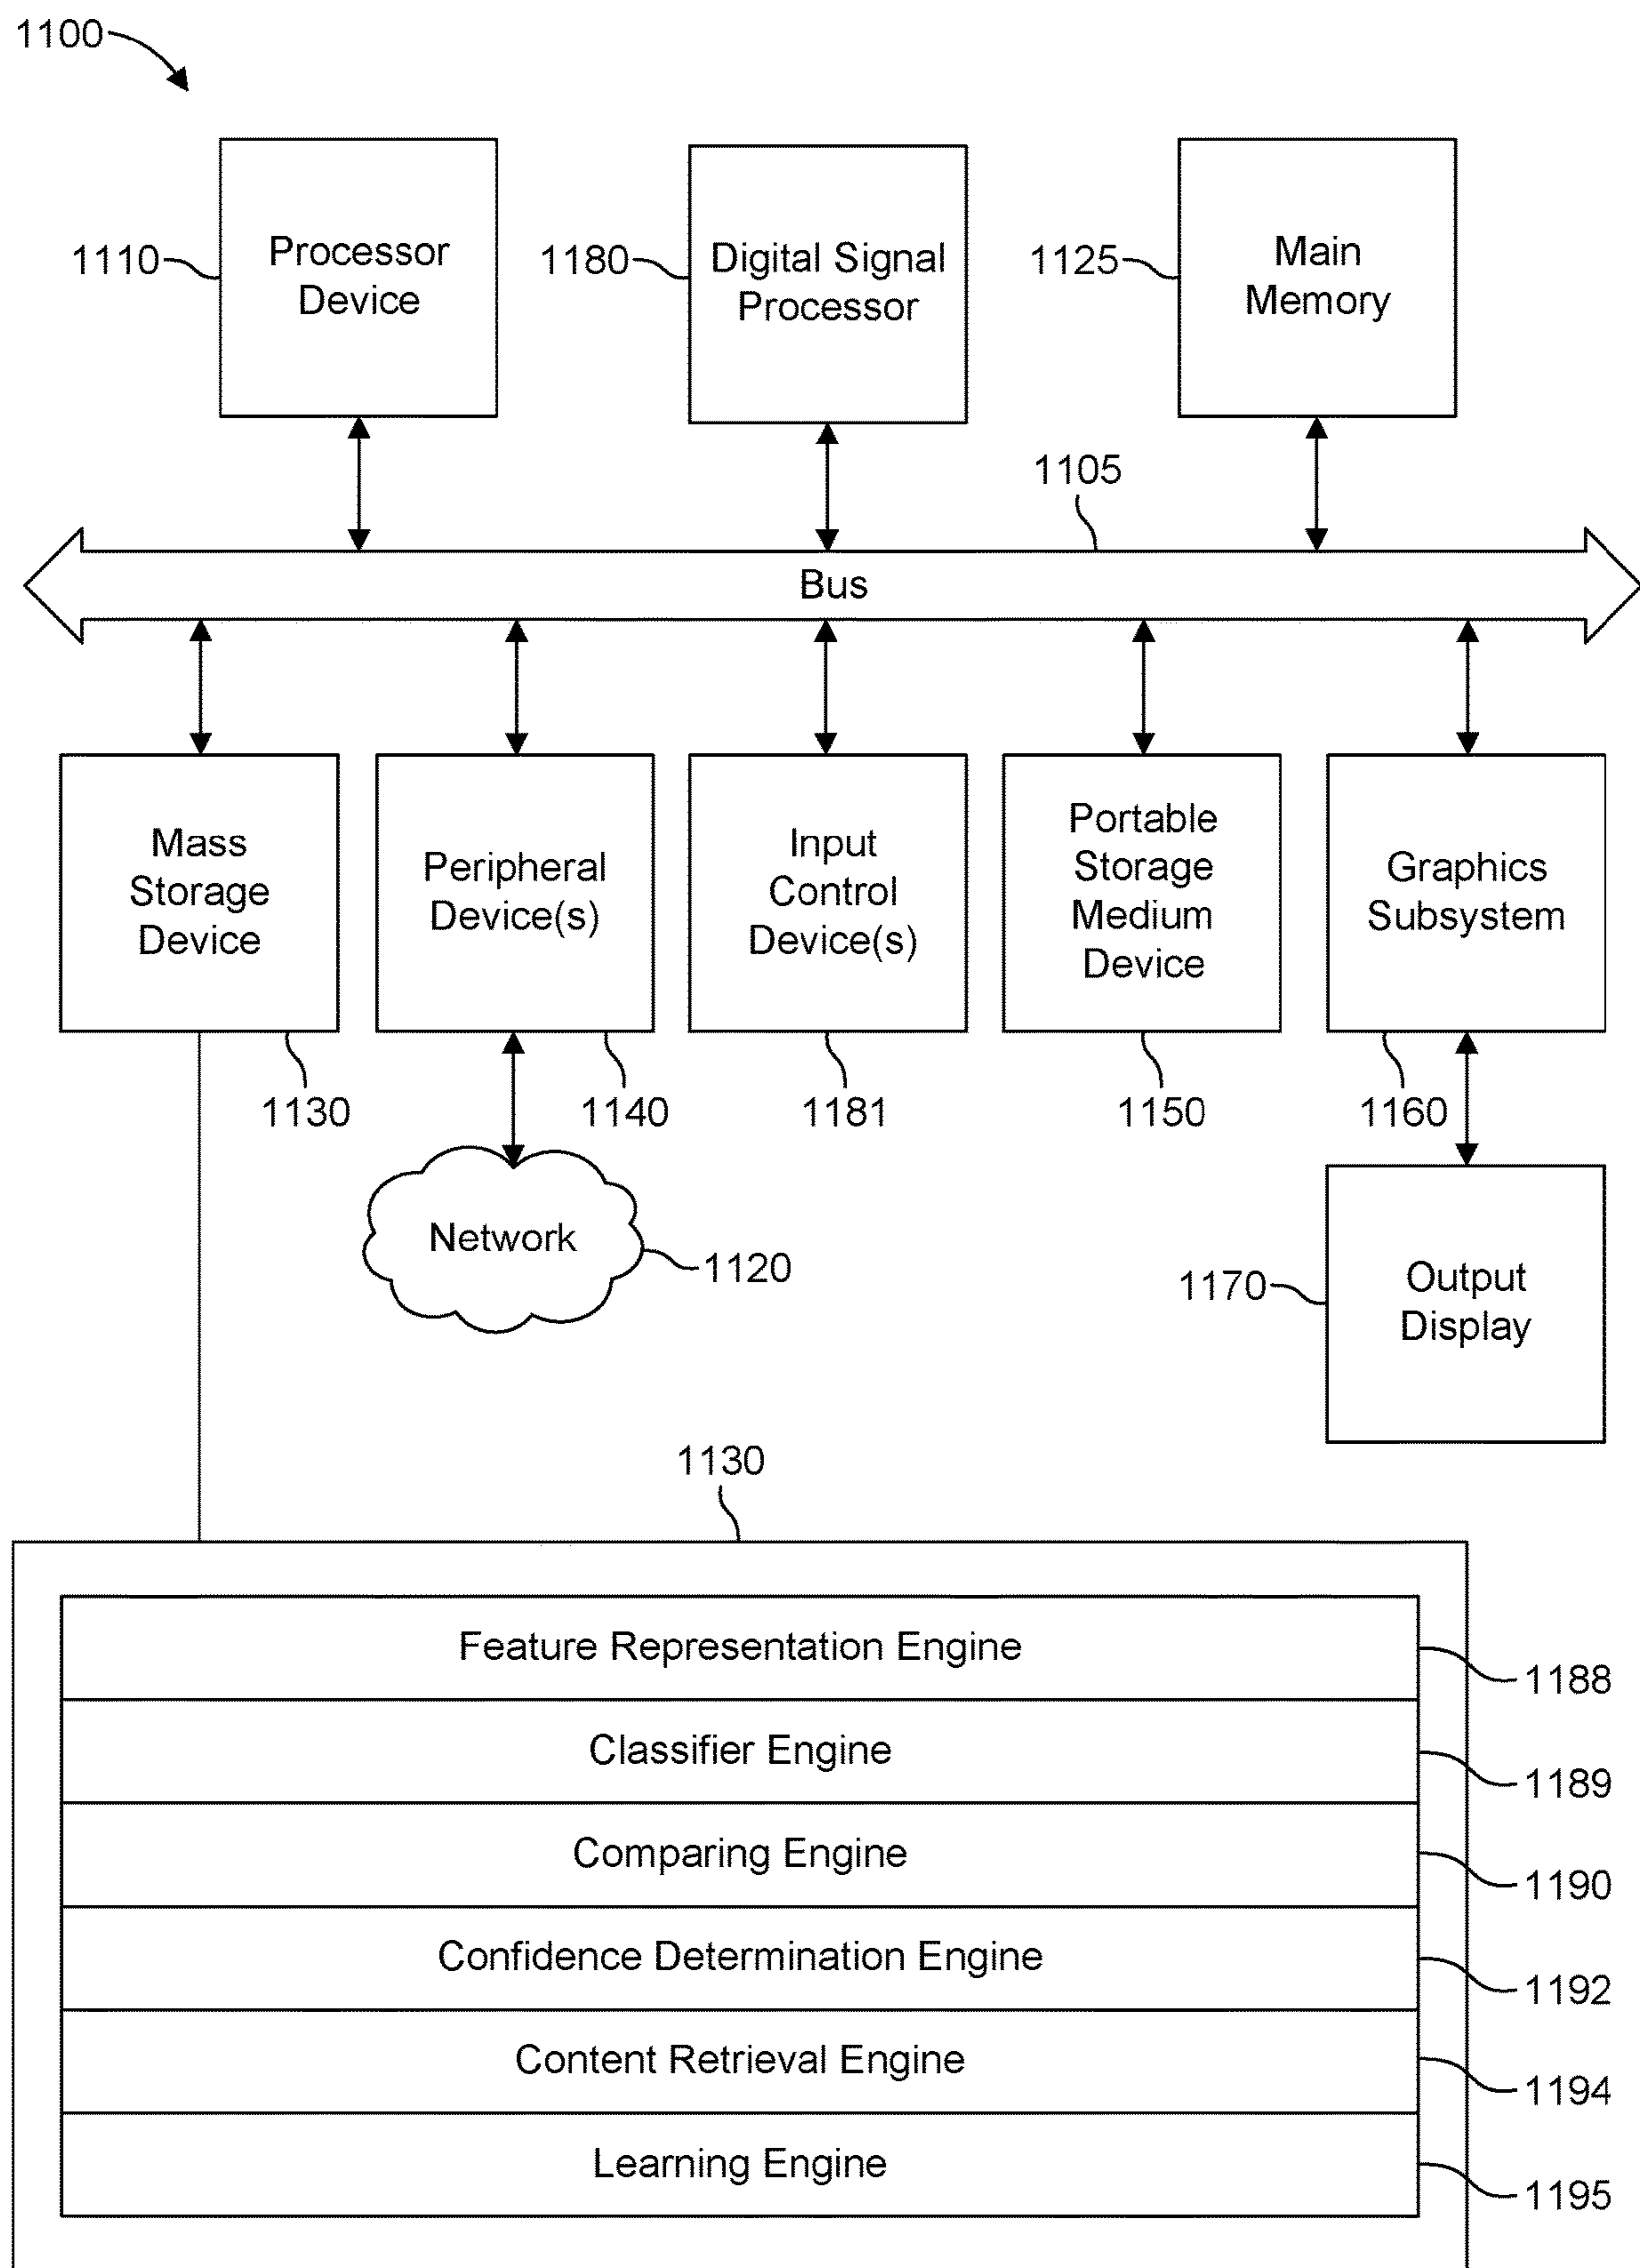 1100
Processor
Device
1110
Digital Signal
Processor
1180
Main
Memory
1125
1105
Bus
Mass
Storage
Device
Peripheral
Device(s)
Input
Control
Device(s)
Portable
Storage
Medium
Device
Graphics
Subsystem
1130
1140
1181
1150
1160
Network
1120
1170
Output
Display
1130
Feature Representation Engine
1188
Classifier Engine
1189
Comparing Engine
1190
Confidence Determination Engine
1192
Content Retrieval Engine
1194
Learning Engine
1195